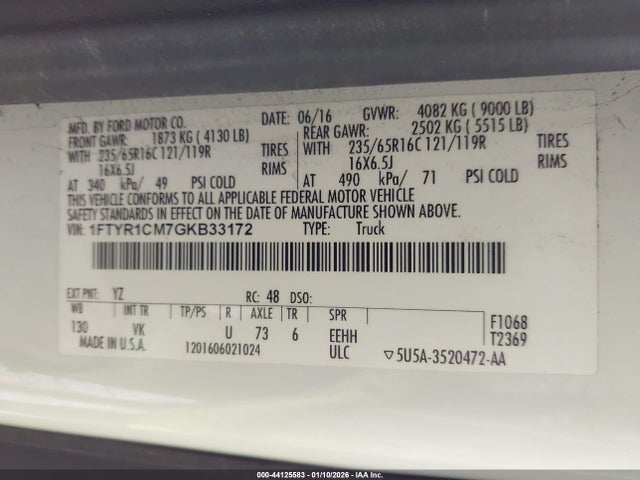 MFD. BY FORD MOTOR CO. DATE: 06/16 GVWR: 4082 KG ( 9000 LB)
FRONT GAWR: 1873 KG ( 4130 LB) REAR GAWR: 2502 KG ( 5515 LB)
WITH 235/65R16C 121/119R TIRES WITH 235/65R16C 121/119R TIRES
16X6.5J RIMS 16X6.5J RIMS
AT 340 kPa/ 49 PSI COLD AT 490 kPa/ 71 PSI COLD
THIS VEHICLE CONFORMS TO ALL APPLICABLE FEDERAL MOTOR VEHICLE
SAFETY STANDARDS IN EFFECT ON THE DATE OF MANUFACTURE SHOWN ABOVE.
VIN: 1FTYR1CM7GKB33172 TYPE: Truck
EXT PNT: YZ RC: 48 DSO:
WB INT TR TP/PS R AXLE TR SPR
130 VK U 73 6 EEHH F1068
MADE IN U.S.A. 1201606021024 ULC T2369
▽5U5A-3520472-AA
000-44125583 - 01/10/2026 - IAA Inc.